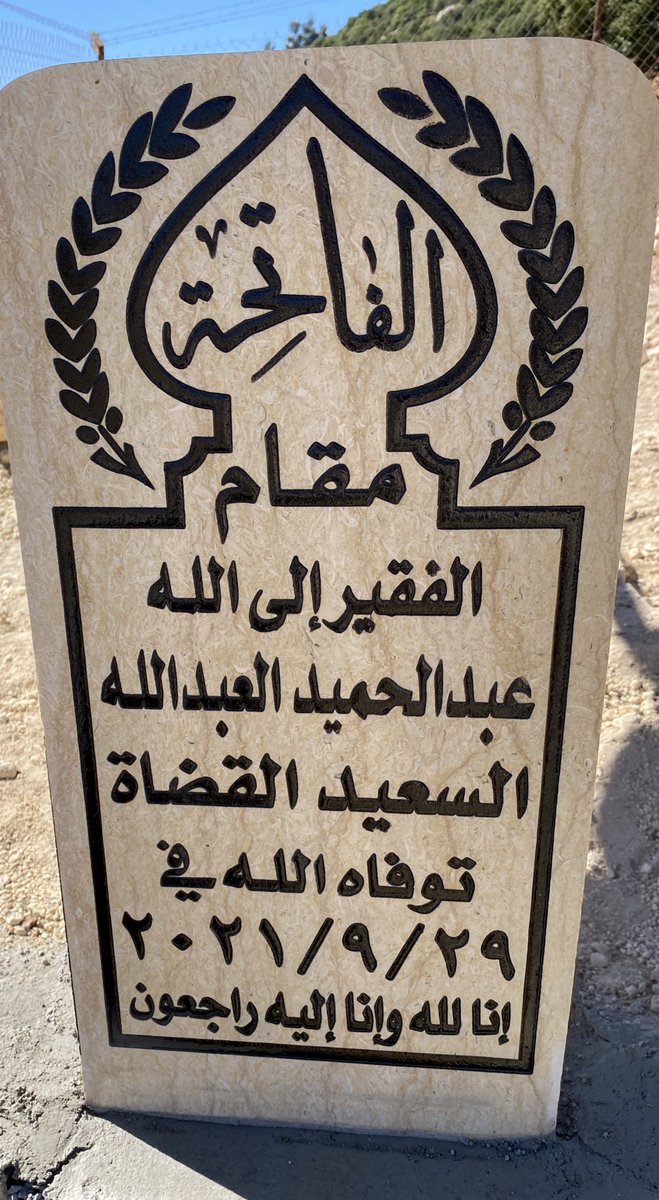 الفاتحة
مقام
الفقير إلى الله
عبدالحميد العبدالله
السعيد القضاة
توفاه الله في
٢٠٢١/٩/٢٩
إنا لله وإنا إليه راجعون